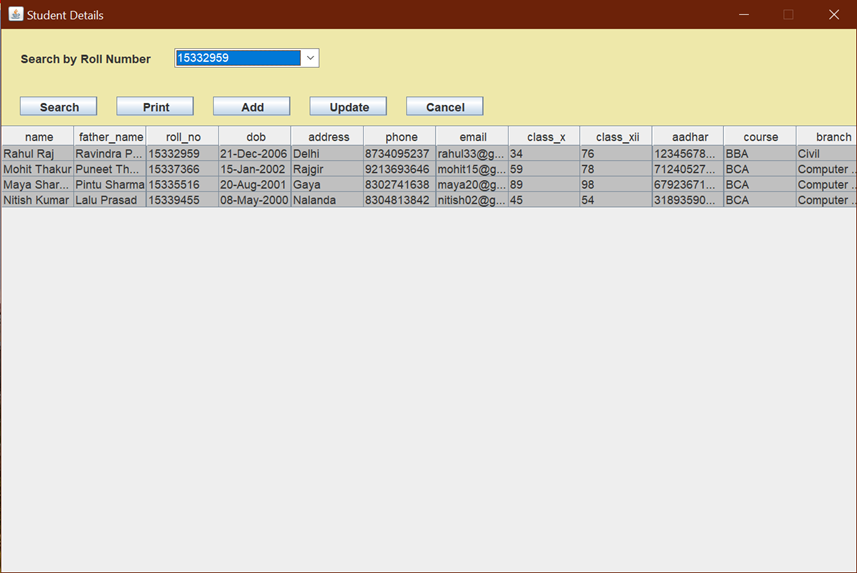 Student Details
Search by Roll Number 15332959
Search Print Add Update Cancel
name father_name roll_no dob address phone email class_x class_xii aadhar course branch
Rahul Raj Ravindra P... 15332959 21-Dec-2006 Delhi 8734095237 rahul33@g... 34 76 12345678... BBA Civil
Mohit Thakur Puneet Th... 15337366 15-Jan-2002 Rajgir 9213693646 mohit15@g... 59 78 71240527... BCA Computer ..
Maya Shar... Pintu Sharma 15335516 20-Aug-2001 Gaya 8302741638 maya20@g... 89 98 67923671... BCA Computer ..
Nitish Kumar Lalu Prasad 15339455 08-May-2000 Nalanda 8304813842 nitish02@g... 45 54 31893590... BCA Computer ..